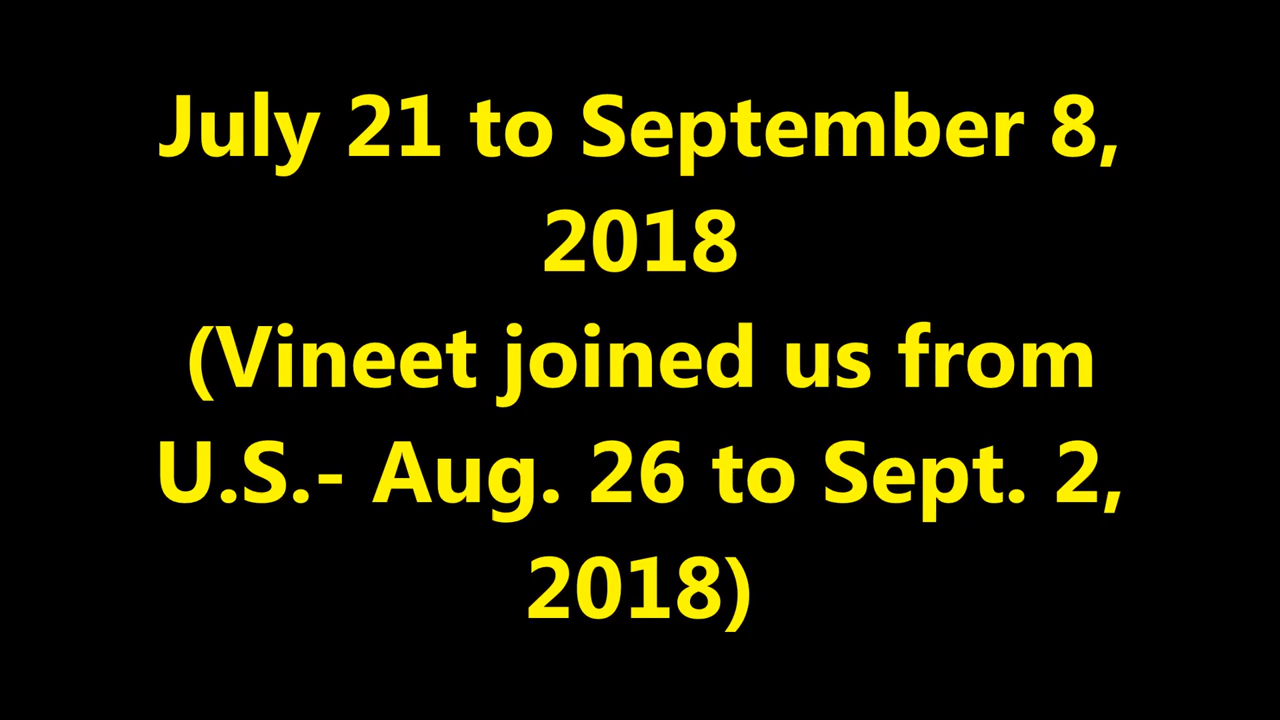 July 21 to September 8,
2018
(Vineet joined us from
U.S.- Aug. 26 to Sept. 2,
2018)